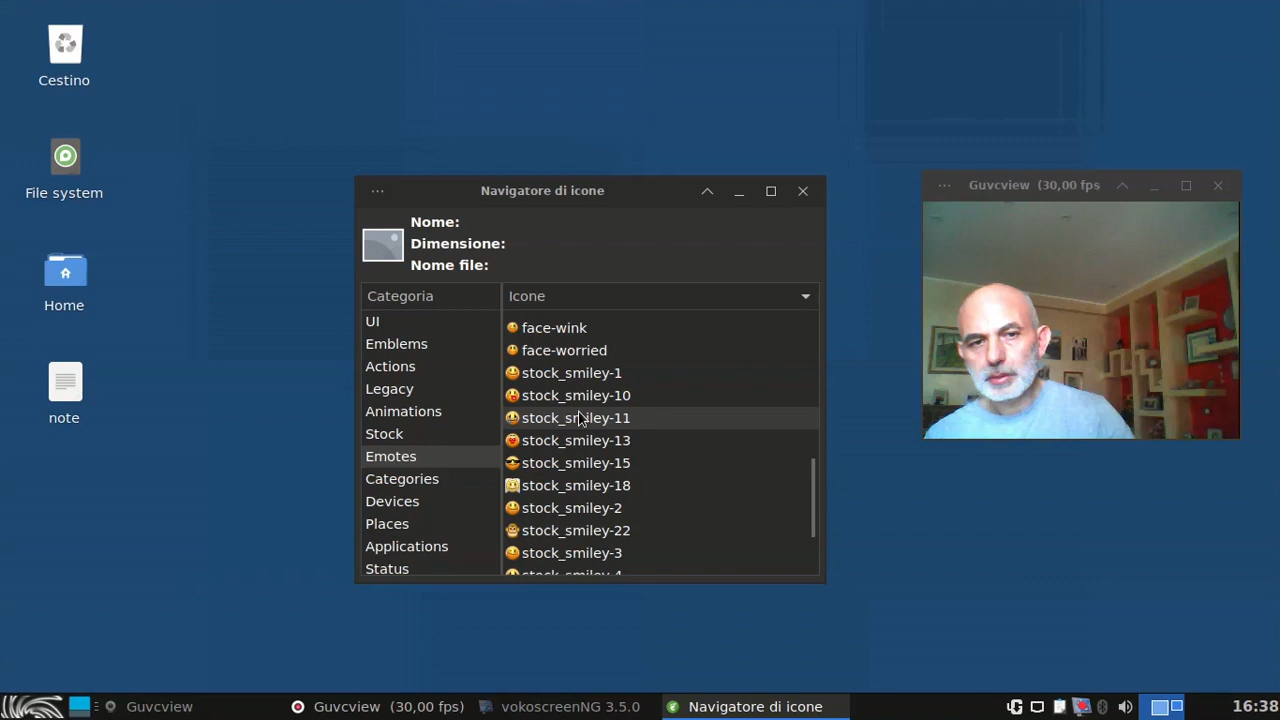 Cestino
File system
Home
note
Navigatore di icone
Nome:
Dimensione:
Nome file:
Categoria
Icone
UI
Emblems
Actions
Legacy
Animations
Stock
Emotes
Categories
Devices
Places
Applications
Status
face-wink
face-worried
stock_smiley-1
stock_smiley-10
stock_smiley-11
stock_smiley-13
stock_smiley-15
stock_smiley-18
stock_smiley-2
stock_smiley-22
stock_smiley-3
stock_smiley-4
Guvcview (30,00 fps
Guvcview
Guvcview (30,00 fps)
vokoscreenNG 3.5.0
Navigatore di icone
16:38